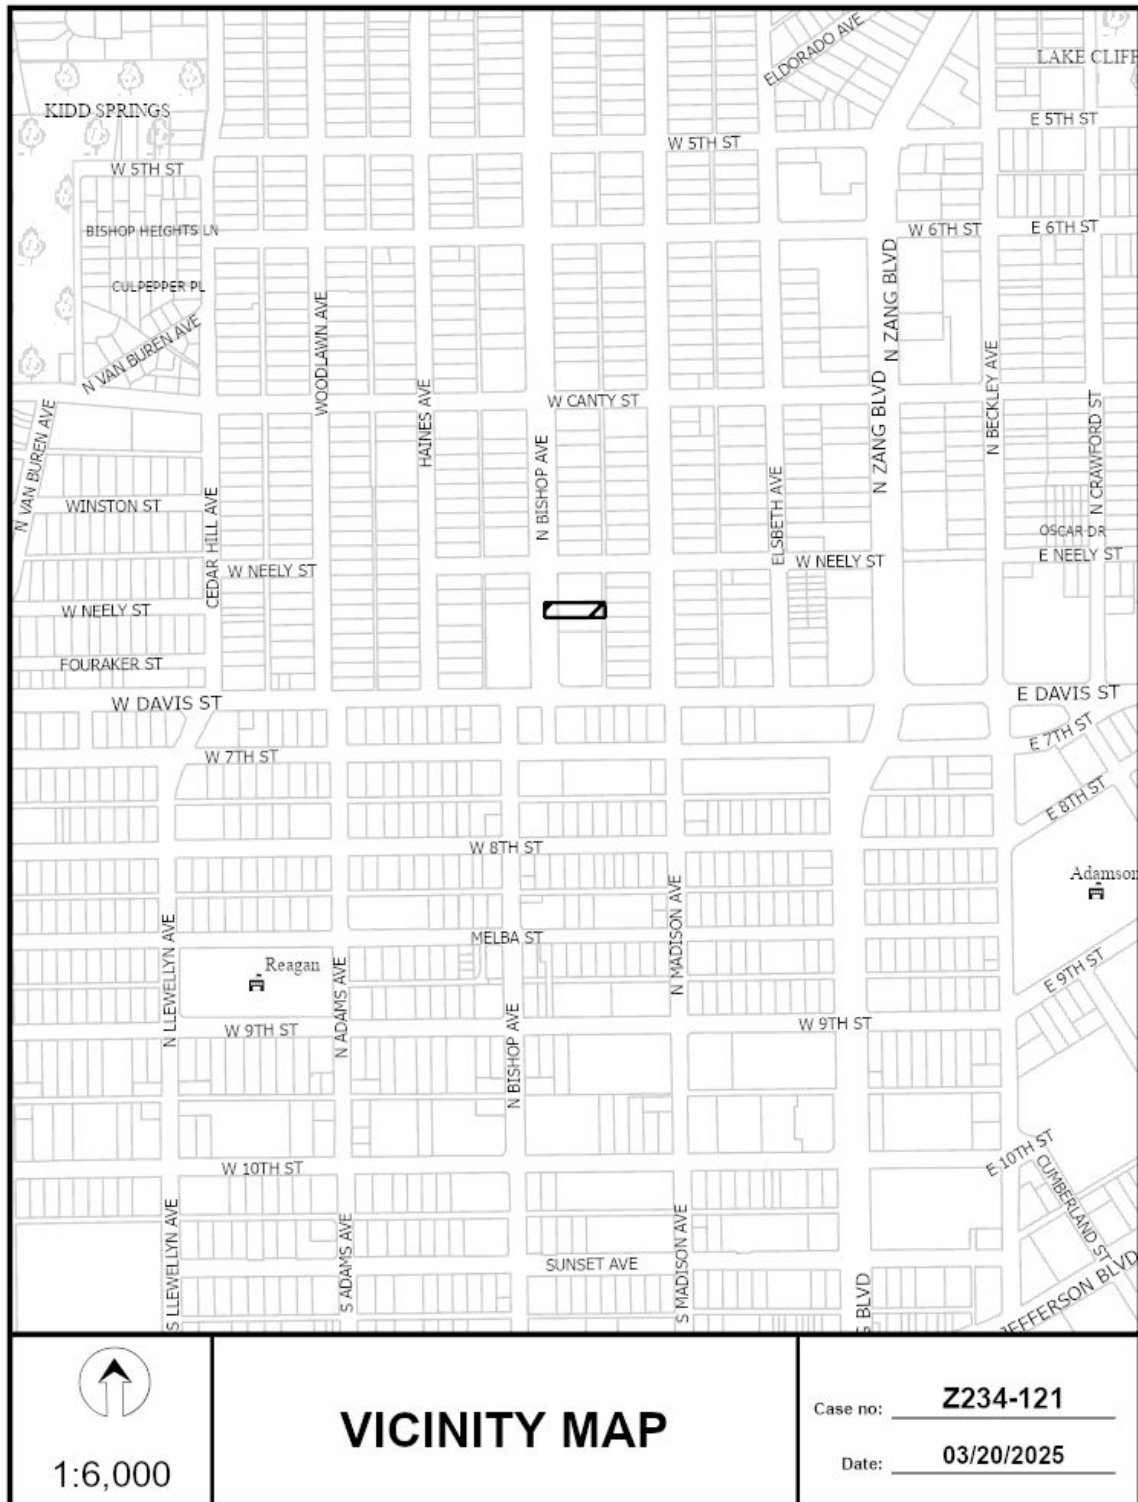 ELDORADO AVE
LAKE CLIFF
KIDD SPRINGS
E 5TH ST
W 5TH ST
W 5TH ST
BISHOP HEIGHTS LN
W 6TH ST
E 6TH ST
CULPEPPER PL
N ZANG BLVD
N VAN BUREN AVE
WOODLAWN AVE
N BECKLEY AVE
HAINES AVE
W CANTY ST
N ZANG BLVD
N CRAWFORD ST
N VAN BUREN AVE
N BISHOP AVE
WINSTON ST
CEDAR HILL AVE
ELSBETH AVE
OSCAR DR
E NEELY ST
W NEELY ST
W NEELY ST
W NEELY ST
FOURAKER ST
E DAVIS ST
W DAVIS ST
E 7TH ST
W 7TH ST
E 8TH ST
W 8TH ST
Adamson
N MADISON AVE
MELBA ST
N LLEWELLYN AVE
Reagan
N ADAMS AVE
E 9TH ST
W 9TH ST
W 9TH ST
N BISHOP AVE
E 10TH ST
W 10TH ST
CUMBERLAND ST
S LLEWELLYN AVE
S ADAMS AVE
SUNSET AVE
S MADISON AVE
S BLVD
JEFFERSON BLVD
1:6,000
VICINITY MAP
Case no: Z234-121
Date: 03/20/2025